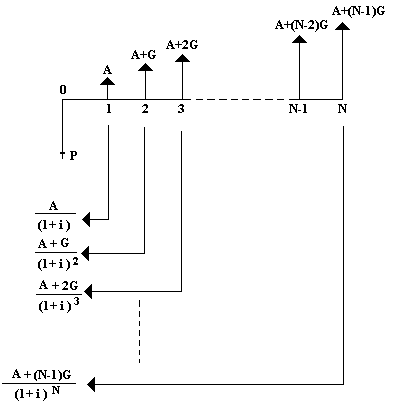 A+(N-1)G
A+(N-2)G
A+2G
A+G
A
0
1 2 3 N-1 N
P
A
(1+i)
A + G
(1+i) 2
A + 2G
(1+i) 3
A +(N-1)G
(1+i) N